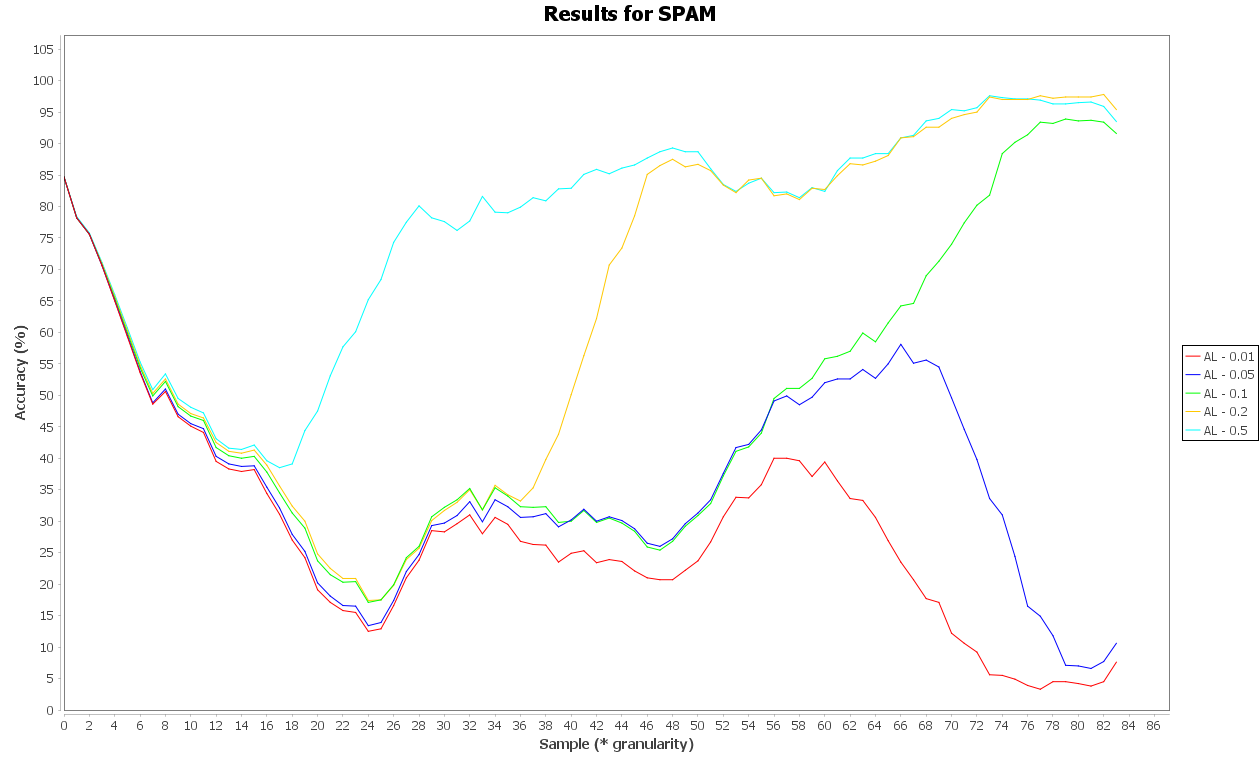 Results for SPAM
105
100
95
90
85
80
75
70
65
60
55
50
45
40
35
30
25
20
15
10
5
0
Accuracy (%)
0 2 4 6 8 10 12 14 16 18 20 22 24 26 28 30 32 34 36 38 40 42 44 46 48 50 52 54 56 58 60 62 64 66 68 70 72 74 76 78 80 82 84 86
Sample (* granularity)
AL - 0.01
AL - 0.05
AL - 0.1
AL - 0.2
AL - 0.5